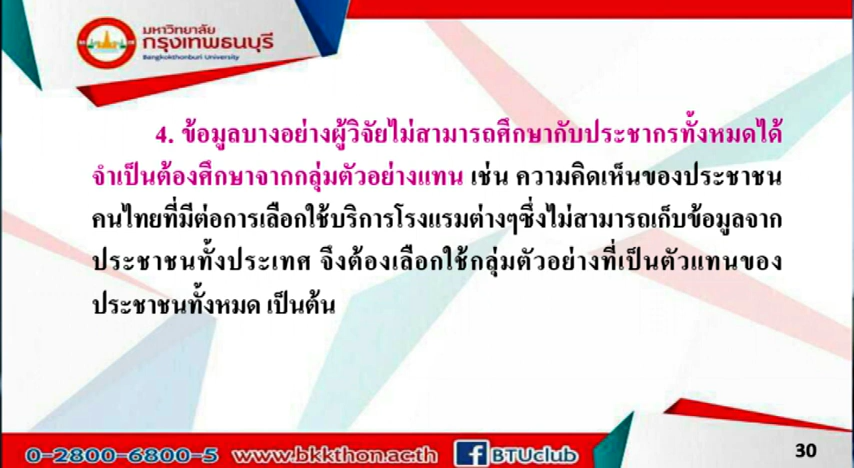 มหาวิทยาลัย
กรุงเทพธนบุรี
Bangkokthonburi University
4. ข้อมูลบางอย่างผู้วิจัยไม่สามารถศึกษากับประชากรทั้งหมดได้
จำเป็นต้องศึกษาจากกลุ่มตัวอย่างแทน เช่น ความคิดเห็นของประชาชน
คนไทยที่มีต่อการเลือกใช้บริการโรงแรมต่างๆซึ่งไม่สามารถเก็บข้อมูลจาก
ประชาชนทั้งประเทศ จึงต้องเลือกใช้กลุ่มตัวอย่างที่เป็นตัวแทนของ
ประชาชนทั้งหมด เป็นต้น
0-2800-6800-5 www.bkkthon.ac.th f BTUclub
30